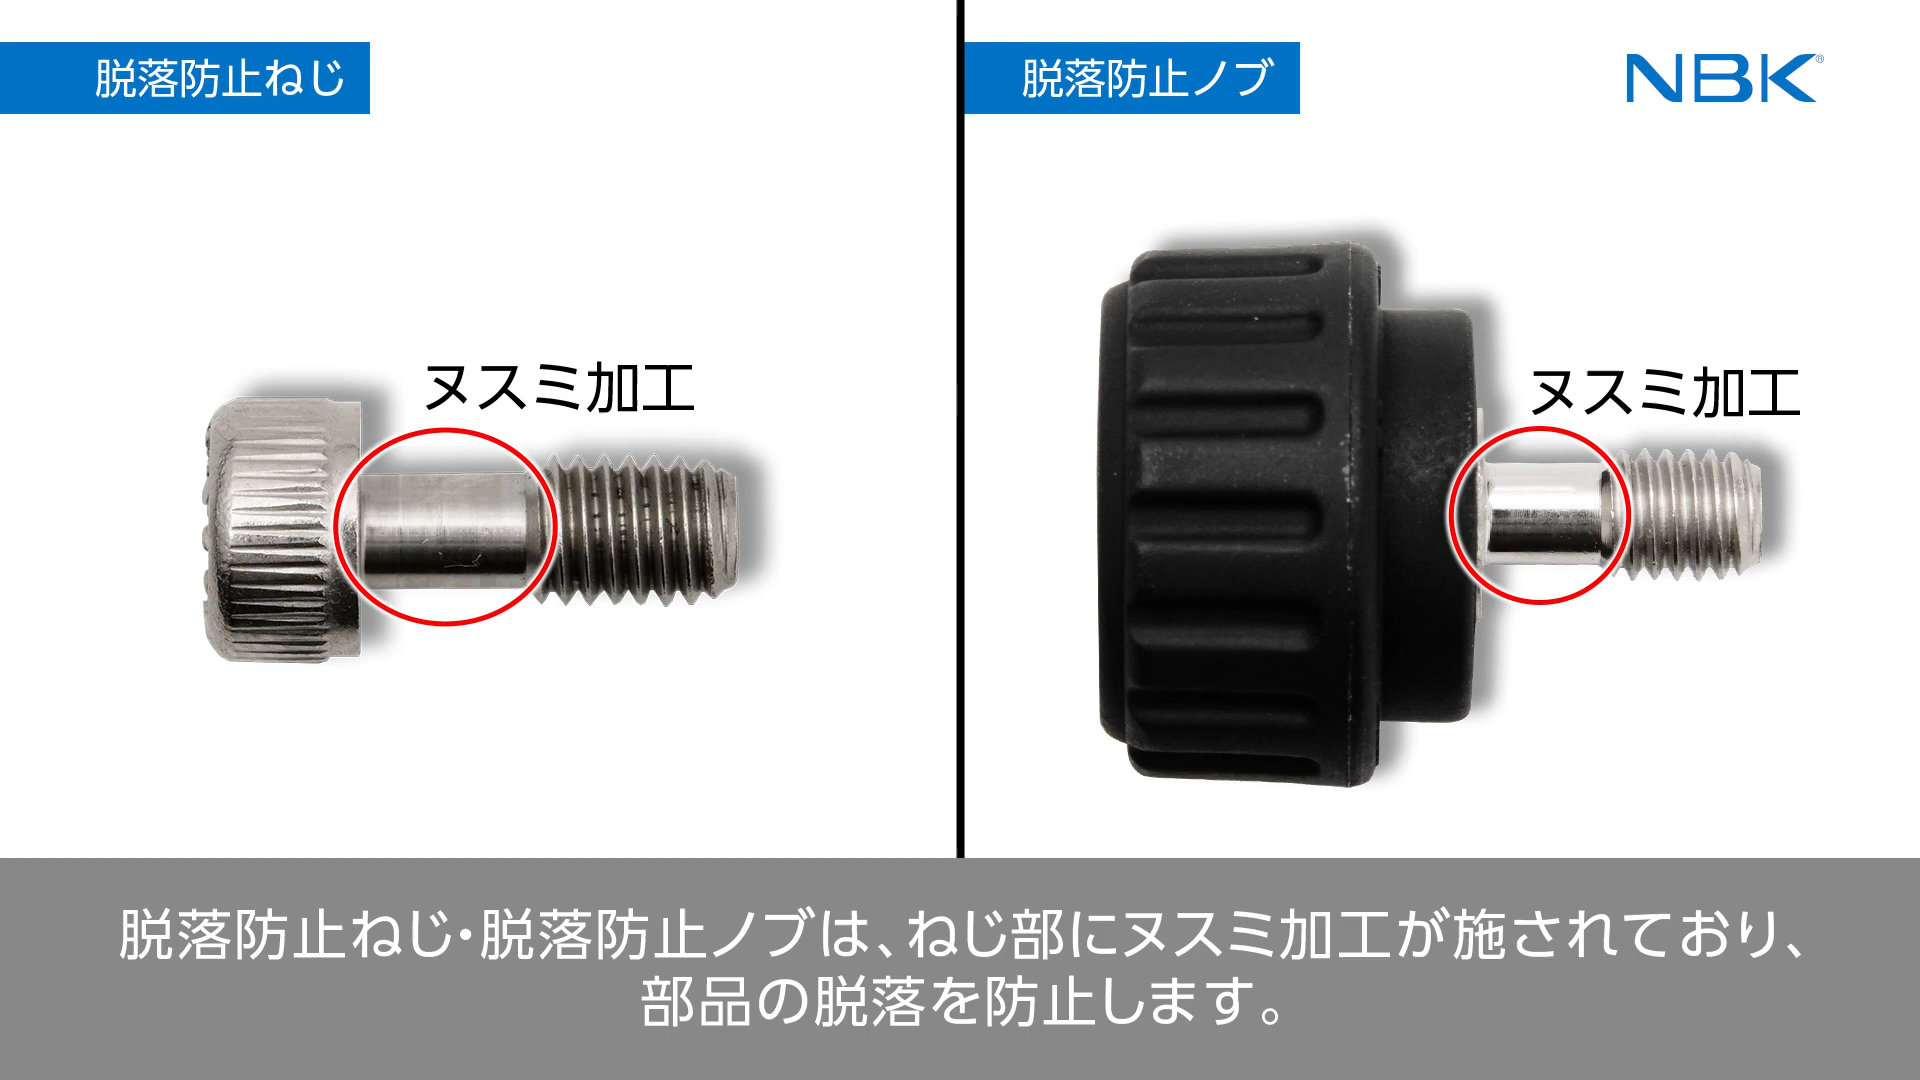 脱落防止ねじ
脱落防止ノブ
NBK®
ヌスミ加工
ヌスミ加工
脱落防止ねじ・脱落防止ノブは、ねじ部にヌスミ加工が施されており、
部品の脱落を防止します。